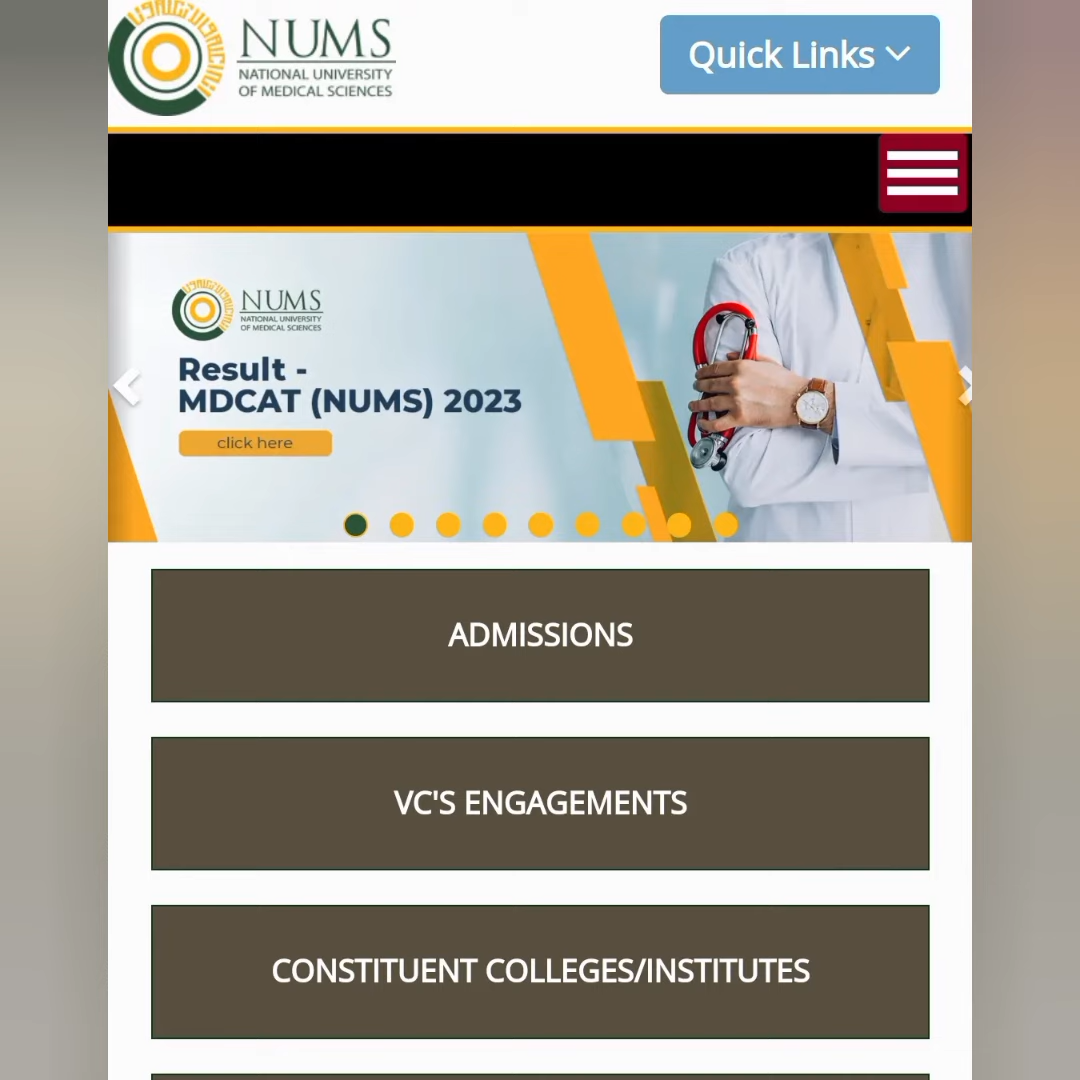 NUMS
NATIONAL UNIVERSITY
OF MEDICAL SCIENCES
Quick Links
NUMS
NATIONAL UNIVERSITY
OF MEDICAL SCIENCES
Result -
MDCAT (NUMS) 2023
click here
ADMISSIONS
VC'S ENGAGEMENTS
CONSTITUENT COLLEGES/INSTITUTES